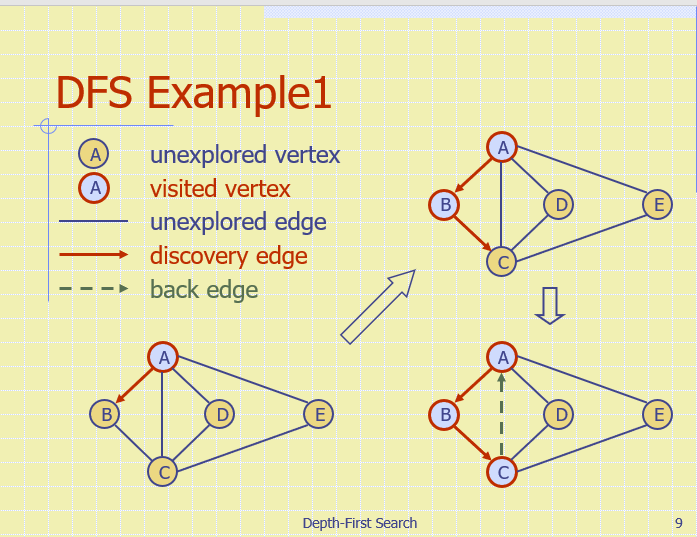 DFS Example1
A unexplored vertex
A visited vertex
unexplored edge
discovery edge
back edge
A
B D E
C
A
B D E
C
A
B D E
C
Depth-First Search 9